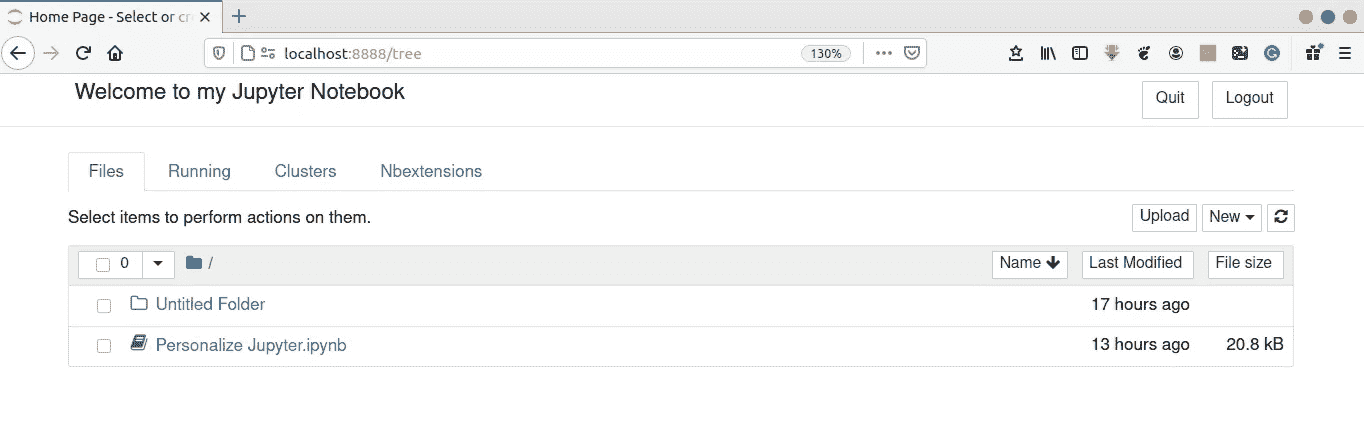 Home Page - Select or cr
localhost:8888/tree
130%
Welcome to my Jupyter Notebook
Quit
Logout
Files
Running
Clusters
Nbextensions
Select items to perform actions on them.
Upload
New
0
/
Name
Last Modified
File size
Untitled Folder
17 hours ago
Personalize Jupyter.ipynb
13 hours ago
20.8 kB